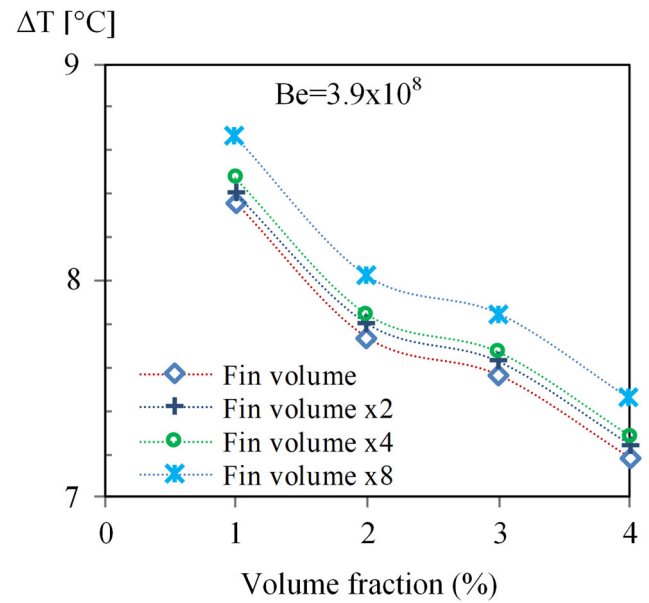 ΔT [°C]
9
Be=3.9x10⁸
8
Fin volume
Fin volume x2
Fin volume x4
Fin volume x8
7
0 1 2 3 4
Volume fraction (%)